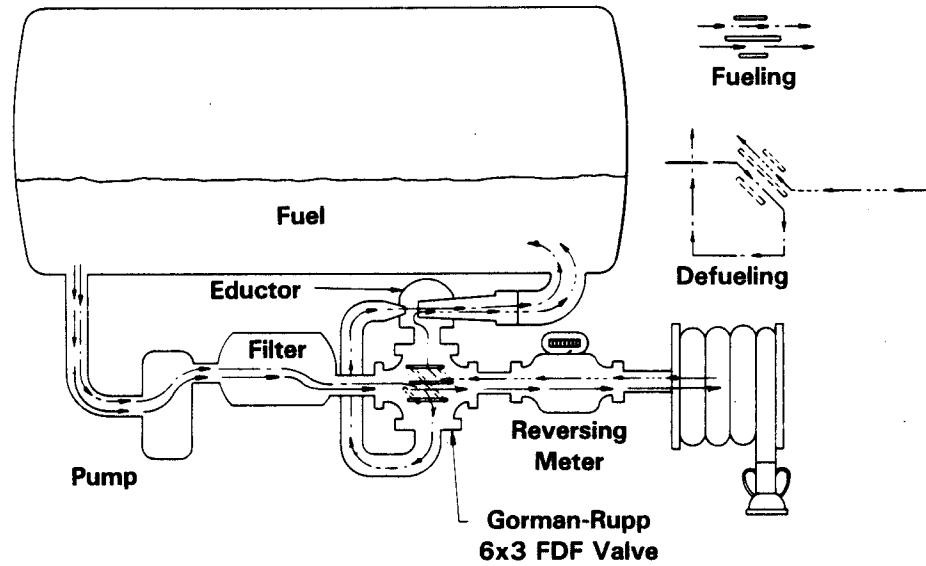 Fueling
Fuel
Defueling
Eductor
Filter
Reversing
Meter
Pump
Gorman-Rupp
6x3 FDF Valve